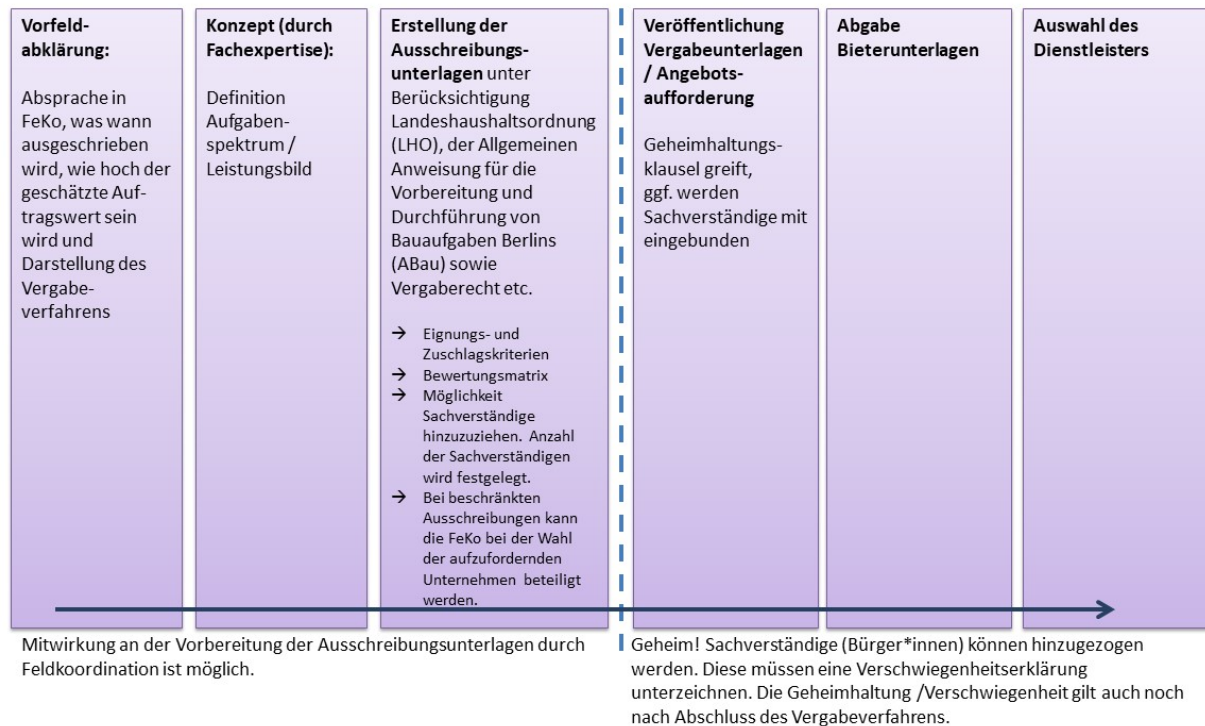 Vorfeld-
abklärung:
Absprache in
FeKo, was wann
ausgeschrieben
wird, wie hoch der
geschätzte Auf-
tragswert sein
wird und
Darstellung des
Vergabe-
verfahrens
Konzept (durch
Fachexpertise):
Definition
Aufgaben-
spektrum /
Leistungsbild
Erstellung der
Ausschreibungs-
unterlagen unter
Berücksichtigung
Landeshaushaltsordnung
(LHO), der Allgemeinen
Anweisung für die
Vorbereitung und
Durchführung von
Bauaufgaben Berlins
(ABau) sowie
Vergaberecht etc.
→ Eignungs- und
Zuschlagskriterien
→ Bewertungsmatrix
→ Möglichkeit
Sachverständige
hinzuzuziehen. Anzahl
der Sachverständigen
wird festgelegt.
→ Bei beschränkten
Ausschreibungen kann
die FeKo bei der Wahl
der aufzufordernden
Unternehmen beteiligt
werden.
Veröffentlichung
Vergabeunterlagen
/ Angebots-
aufforderung
Geheimhaltungs-
klausel greift,
ggf. werden
Sachverständige mit
eingebunden
Abgabe
Bieterunterlagen
Auswahl des
Dienstleisters
Mitwirkung an der Vorbereitung der Ausschreibungsunterlagen durch
Feldkoordination ist möglich.
Geheim! Sachverständige (Bürger*innen) können hinzugezogen
werden. Diese müssen eine Verschwiegenheitserklärung
unterzeichnen. Die Geheimhaltung /Verschwiegenheit gilt auch noch
nach Abschluss des Vergabeverfahrens.